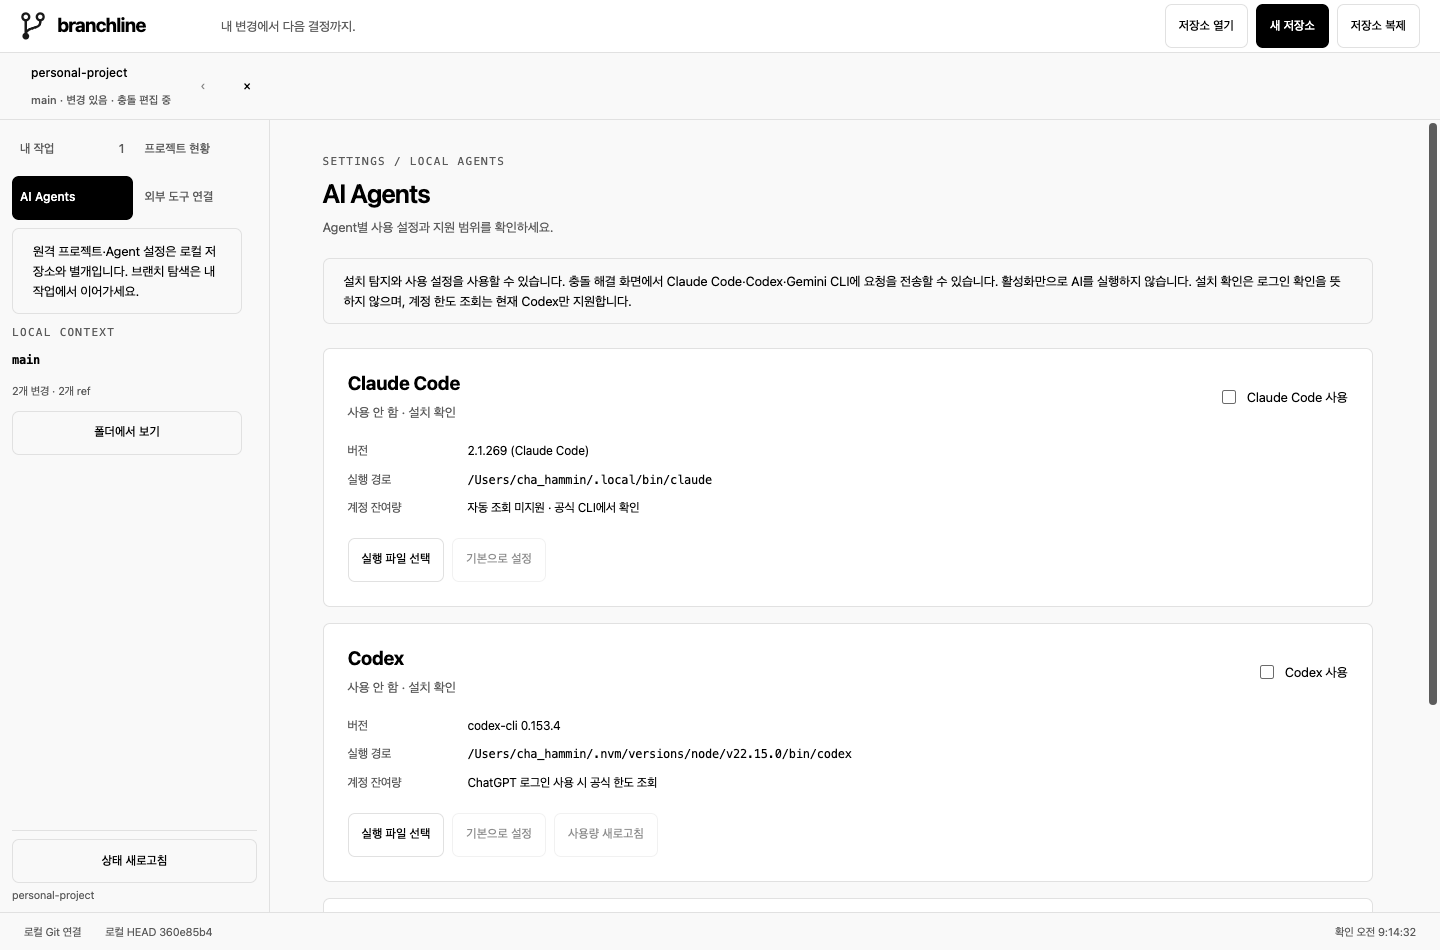 branchline
내 변경에서 다음 결정까지.
저장소 열기
새 저장소
저장소 복제
personal-project
main · 변경 있음 · 충돌 편집 중
‹
×
내 작업
1
프로젝트 현황
AI Agents
외부 도구 연결
원격 프로젝트·Agent 설정은 로컬 저
장소와 별개입니다. 브랜치 탐색은 내
작업에서 이어가세요.
LOCAL CONTEXT
main
2개 변경 · 2개 ref
폴더에서 보기
상태 새로고침
personal-project
SETTINGS / LOCAL AGENTS
AI Agents
Agent별 사용 설정과 지원 범위를 확인하세요.
설치 탐지와 사용 설정을 사용할 수 있습니다. 충돌 해결 화면에서 Claude Code·Codex·Gemini CLI에 요청을 전송할 수 있습니다. 활성화만으로 AI를 실행하지 않습니다. 설치 확인은 로그인 확인을 뜻
하지 않으며, 계정 한도 조회는 현재 Codex만 지원합니다.
Claude Code
사용 안 함 · 설치 확인
Claude Code 사용
버전
2.1.269 (Claude Code)
실행 경로
/Users/cha_hammin/.local/bin/claude
계정 잔여량
자동 조회 미지원 · 공식 CLI에서 확인
실행 파일 선택
기본으로 설정
Codex
사용 안 함 · 설치 확인
Codex 사용
버전
codex-cli 0.153.4
실행 경로
/Users/cha_hammin/.nvm/versions/node/v22.15.0/bin/codex
계정 잔여량
ChatGPT 로그인 사용 시 공식 한도 조회
실행 파일 선택
기본으로 설정
사용량 새로고침
로컬 Git 연결
로컬 HEAD 360e85b4
확인 오전 9:14:32